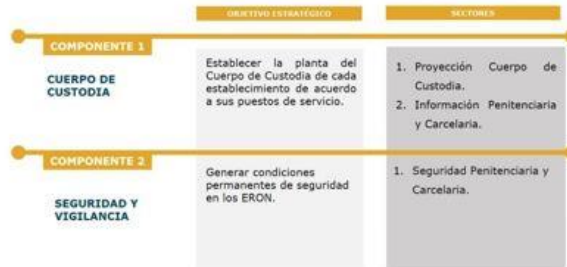 OBJETIVO ESTRATÉGICO
SECTORES
COMPONENTE 1
CUERPO DE
CUSTODIA
Establecer la planta del
Cuerpo de Custodia de cada
establecimiento de acuerdo
a sus puestos de servicio.
1. Proyección Cuerpo de
Custodia.
2. Información Penitenciaria
y Carcelaria.
COMPONENTE 2
SEGURIDAD Y
VIGILANCIA
Generar condiciones
permanentes de seguridad
en los ERON.
1. Seguridad Penitenciaria y
Carcelaria.